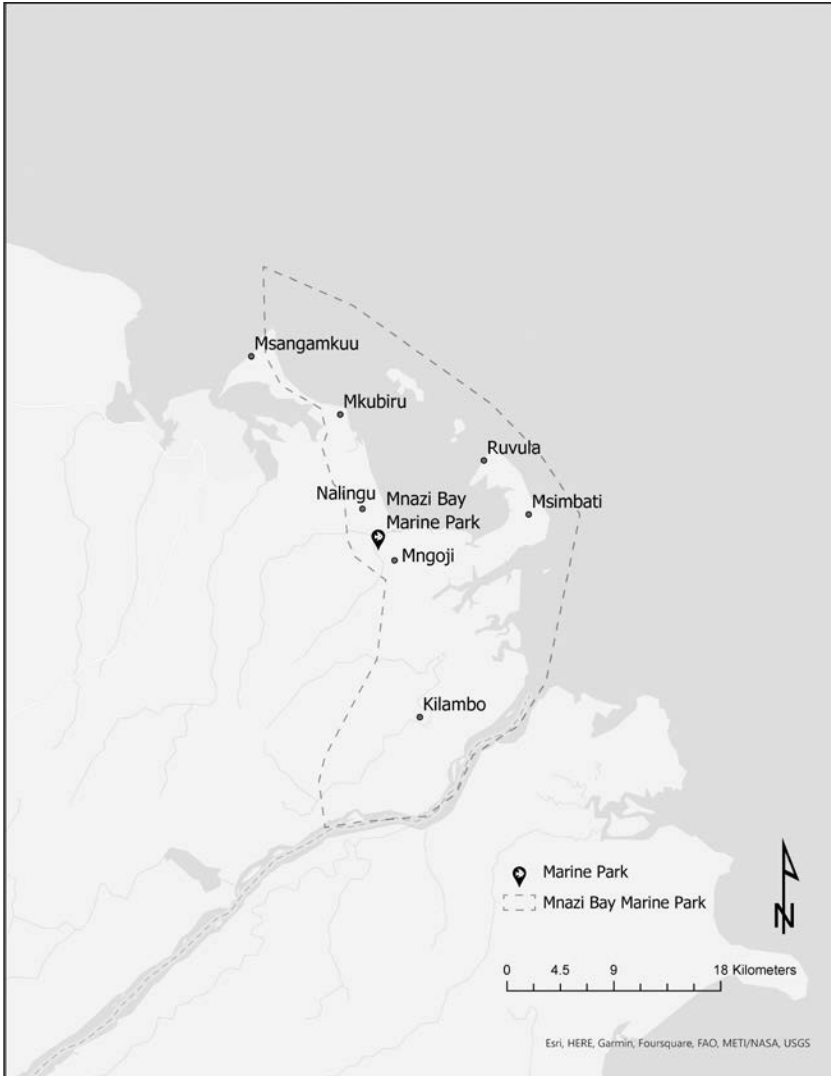 Msangamkuu
Mkubiru
Ruvula
Nalingu
Mnazi Bay
Marine Park
Msimbati
Mngoji
Kilambo
Marine Park
Mnazi Bay Marine Park
N
0 4.5 9 18 Kilometers
Esri, HERE, Garmin, Foursquare, FAO, METI/NASA, USGS